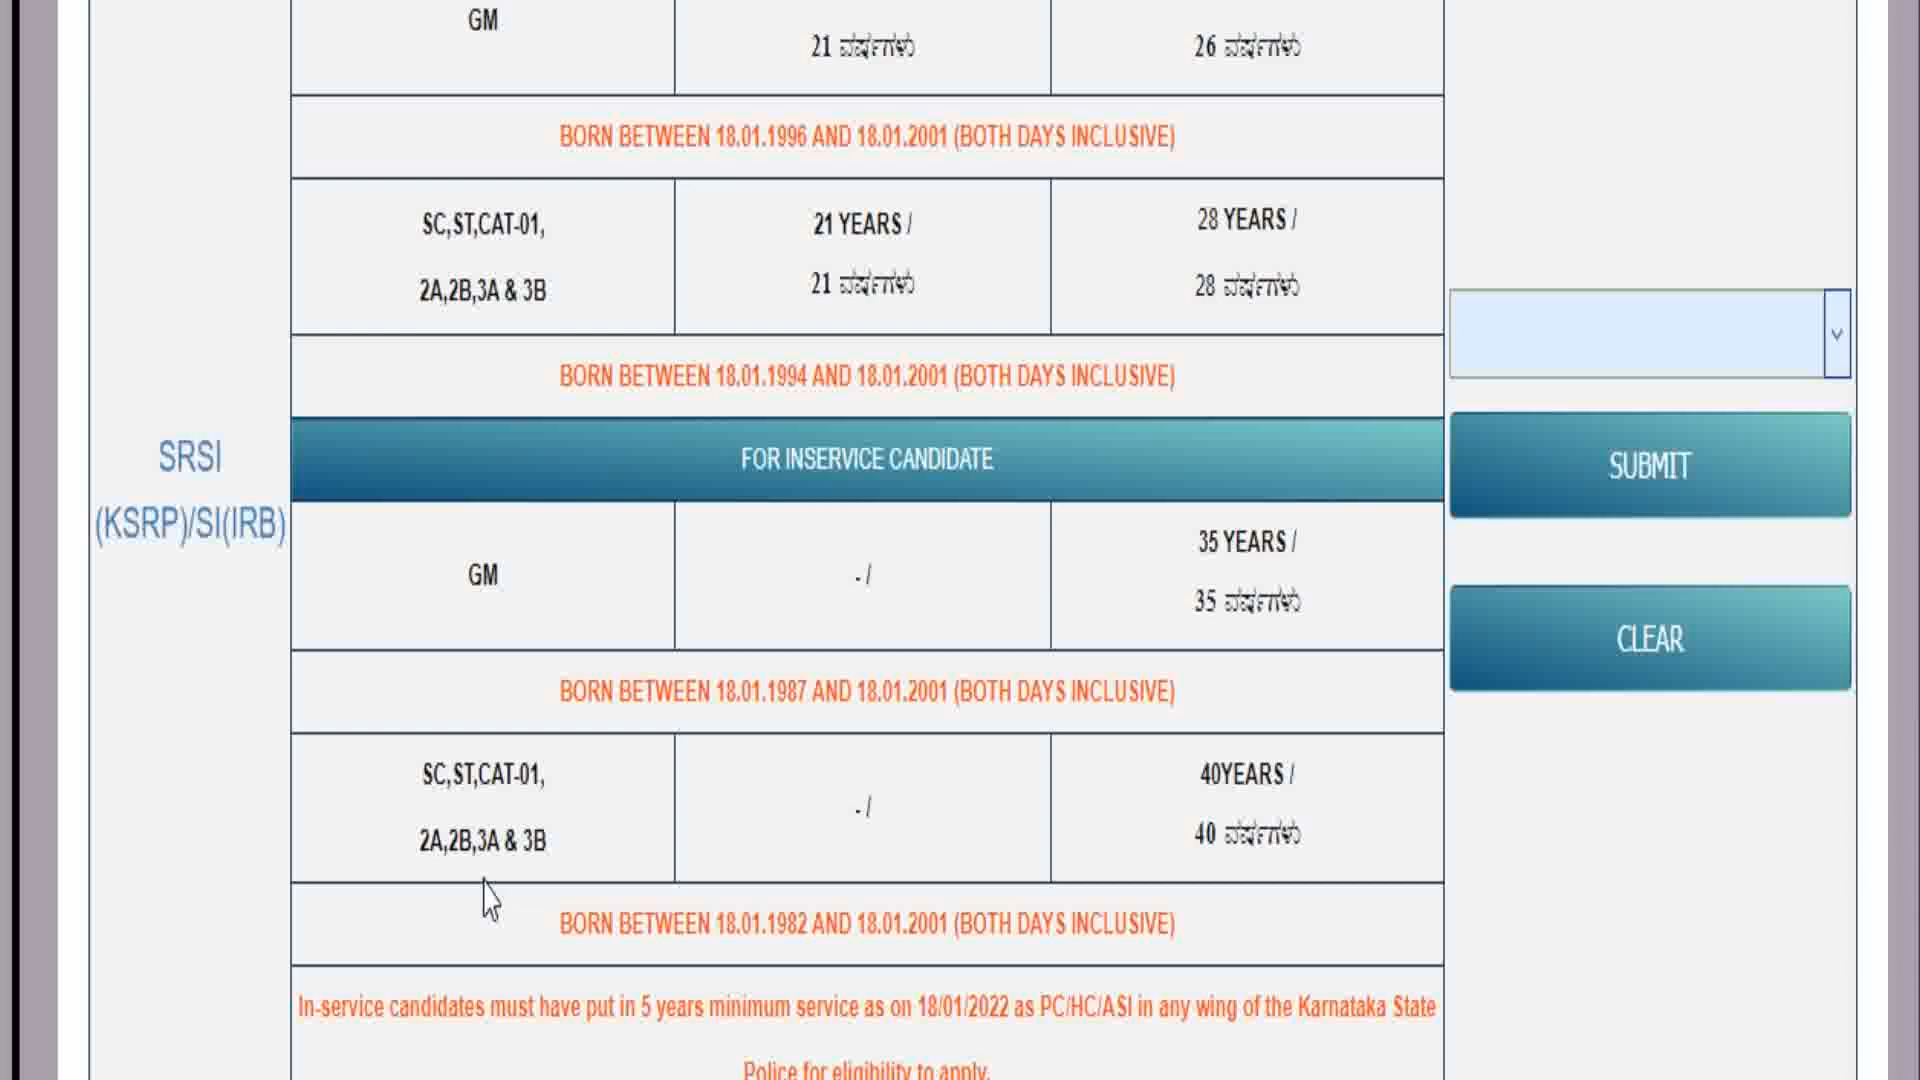 GM
21 ವರ್ಷಗಳು
26 ವರ್ಷಗಳು
BORN BETWEEN 18.01.1996 AND 18.01.2001 (BOTH DAYS INCLUSIVE)
SC,ST,CAT-01,
2A,2B,3A & 3B
21 YEARS /
21 ವರ್ಷಗಳು
28 YEARS /
28 ವರ್ಷಗಳು
BORN BETWEEN 18.01.1994 AND 18.01.2001 (BOTH DAYS INCLUSIVE)
SRSI
(KSRP)/SI(IRB)
FOR INSERVICE CANDIDATE
SUBMIT
GM
- /
35 YEARS /
35 ವರ್ಷಗಳು
CLEAR
BORN BETWEEN 18.01.1987 AND 18.01.2001 (BOTH DAYS INCLUSIVE)
SC,ST,CAT-01,
2A,2B,3A & 3B
- /
40YEARS /
40 ವರ್ಷಗಳು
BORN BETWEEN 18.01.1982 AND 18.01.2001 (BOTH DAYS INCLUSIVE)
In-service candidates must have put in 5 years minimum service as on 18/01/2022 as PC/HC/ASI in any wing of the Karnataka State
Police for eligibility to apply.